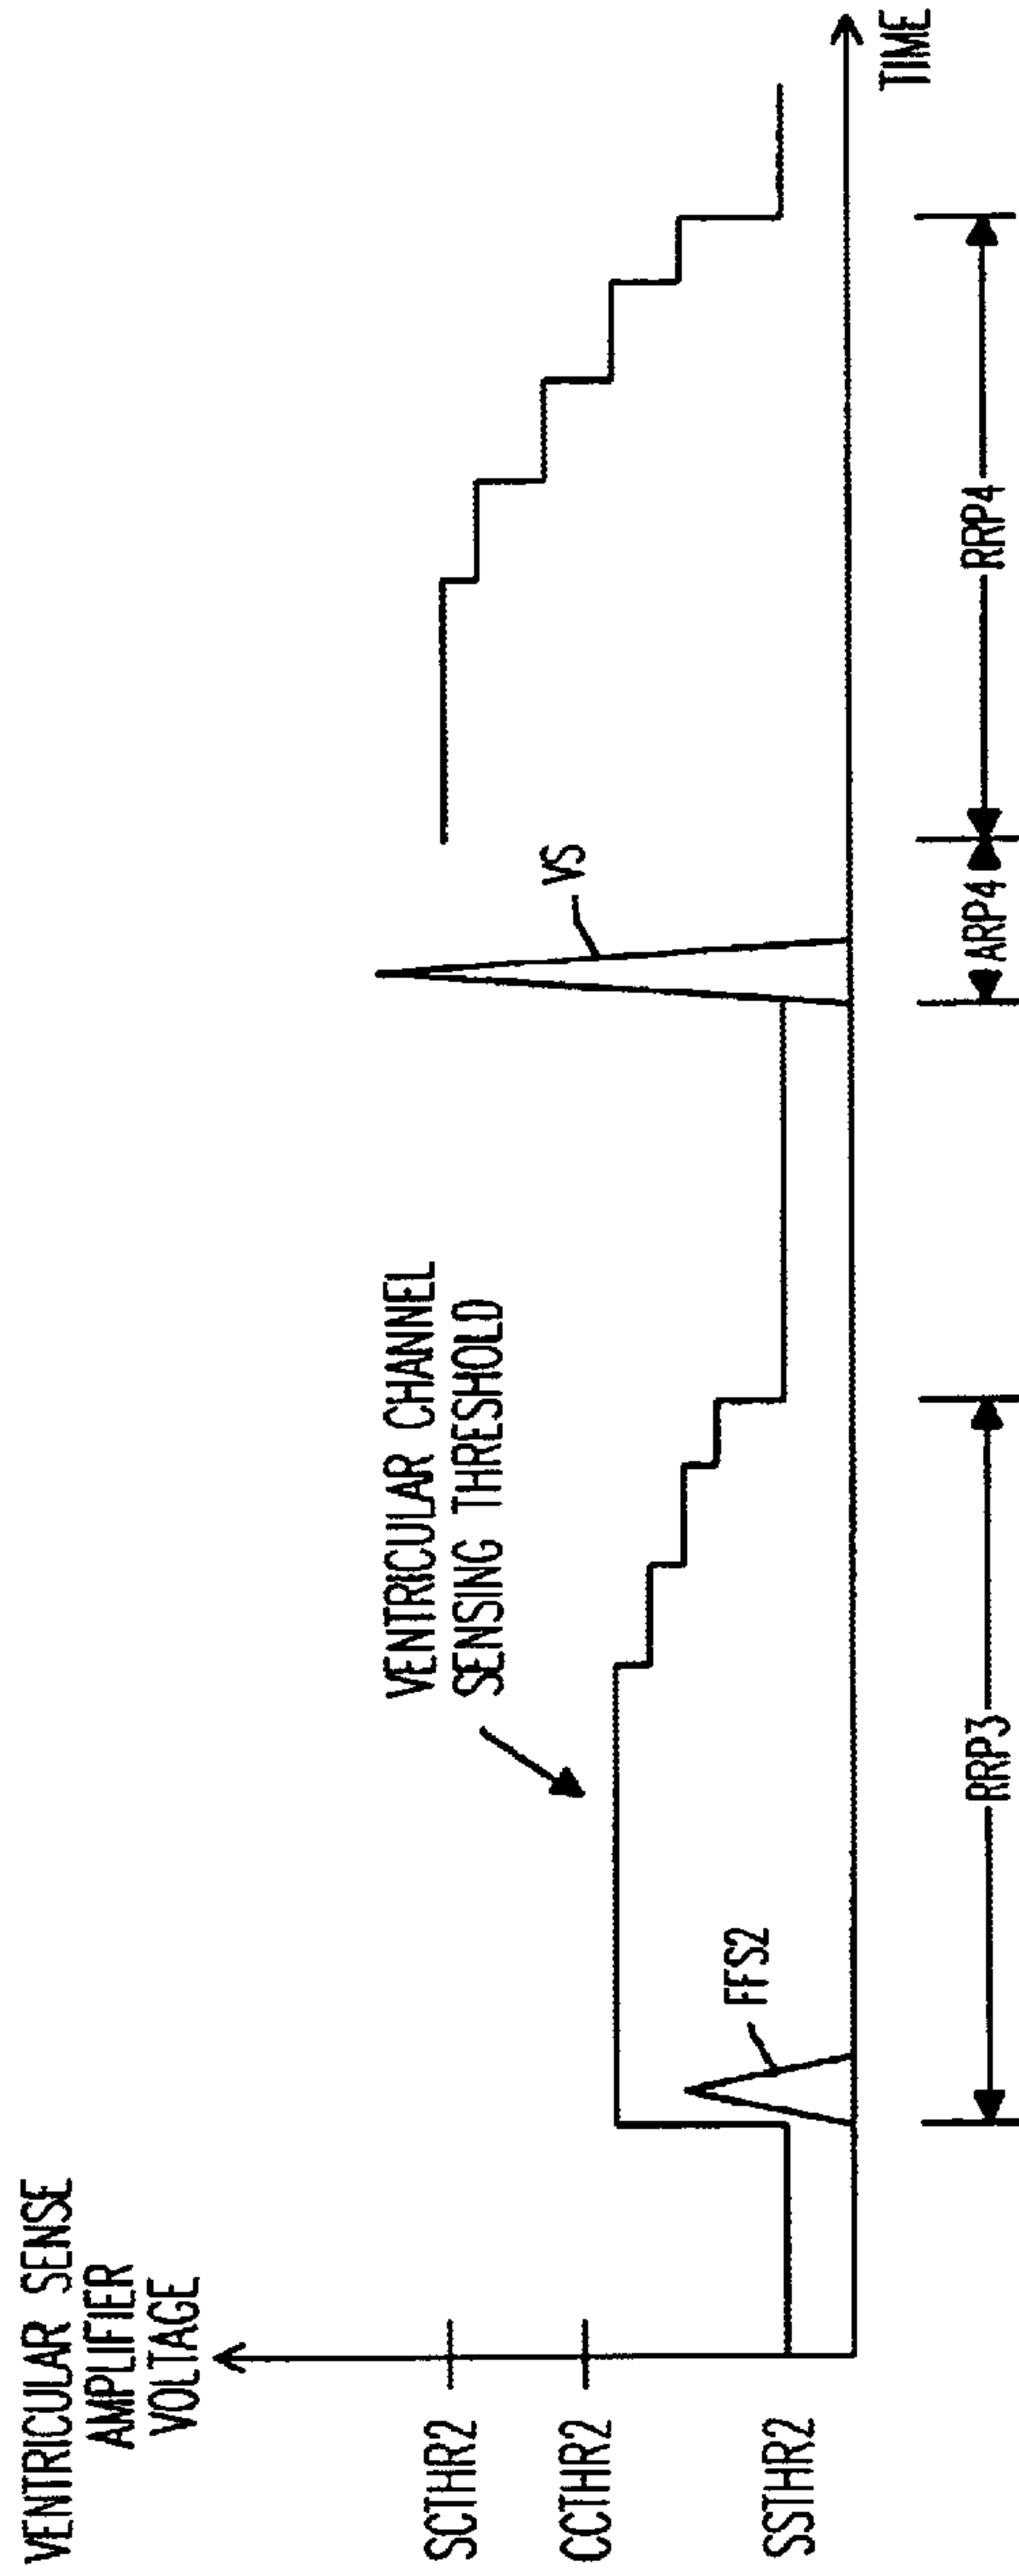 VENTRICULAR SENSE
AMPLIFIER
VOLTAGE
SCTHR2
CCTHR2
SSTHR2
VENTRICULAR CHANNEL
SENSING THRESHOLD
FFS2
VS
TIME
RRP3
ARP4
RRP4